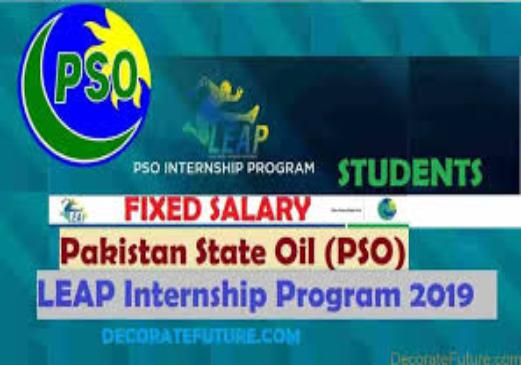 PSO
LEAP
PSO INTERNSHIP PROGRAM
STUDENTS
LEAP
FIXED SALARY
Pakistan State Oil (PSO)
LEAP Internship Program 2019
DECORATEFUTURE.COM
DecorateFuture.com